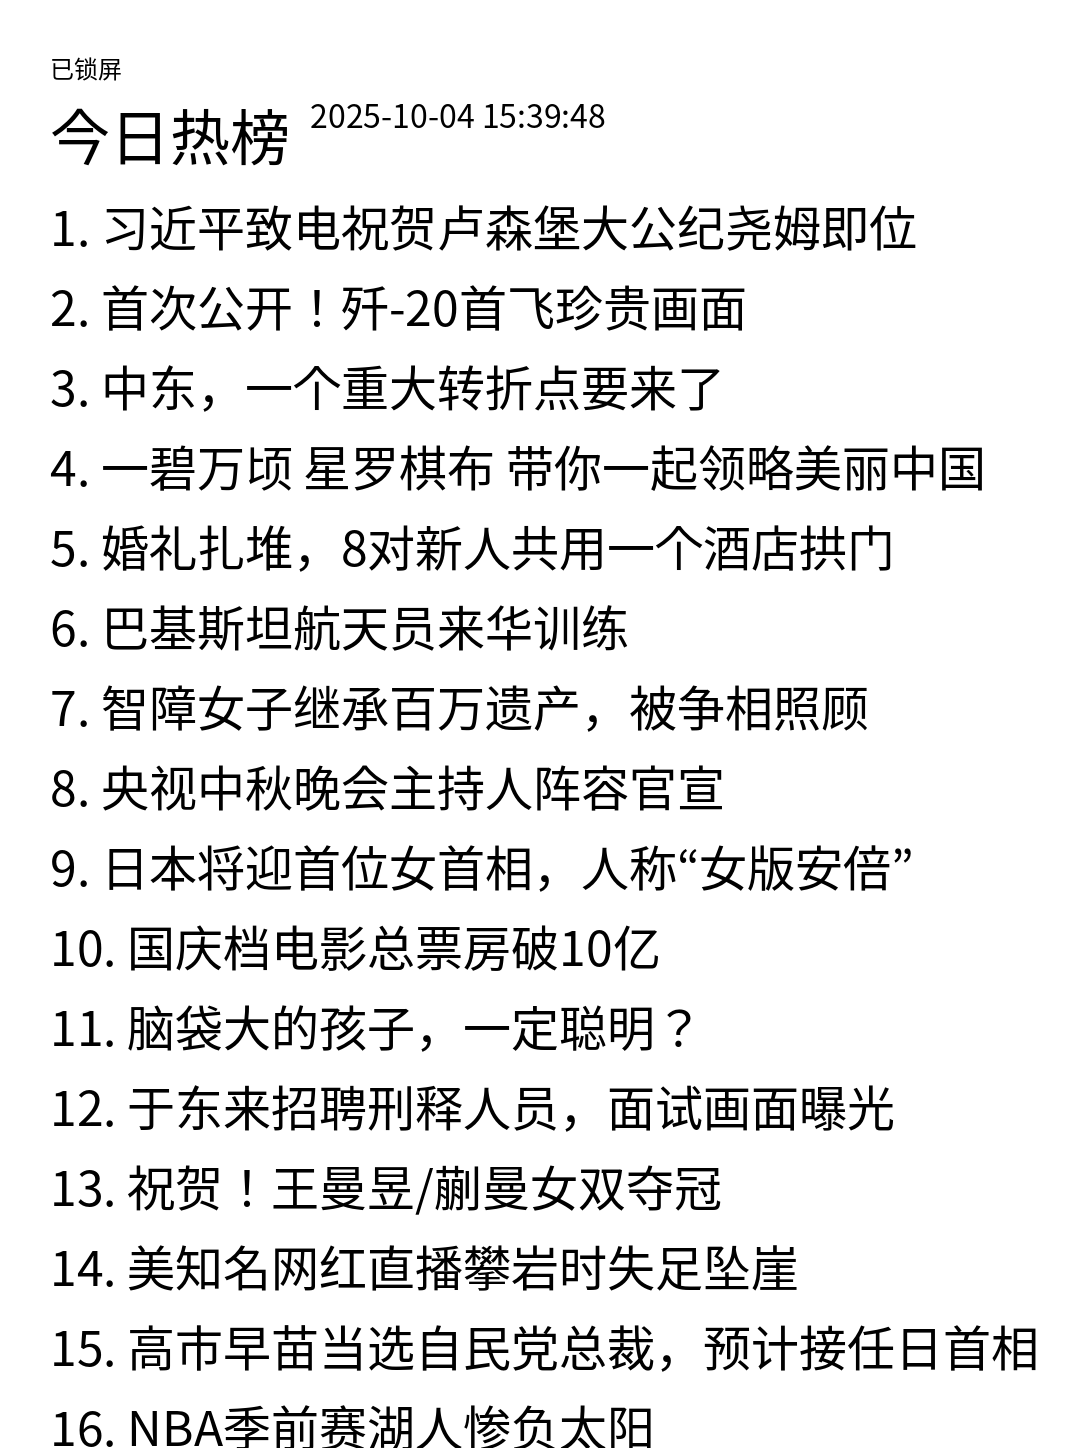 已锁屏
今日热榜 2025-10-04 15:39:48
1. 习近平致电祝贺卢森堡大公纪尧姆即位
2. 首次公开！歼-20首飞珍贵画面
3. 中东，一个重大转折点要来了
4. 一碧万顷 星罗棋布 带你一起领略美丽中国
5. 婚礼扎堆，8对新人共用一个酒店拱门
6. 巴基斯坦航天员来华训练
7. 智障女子继承百万遗产，被争相照顾
8. 央视中秋晚会主持人阵容官宣
9. 日本将迎首位女首相，人称“女版安倍”
10. 国庆档电影总票房破10亿
11. 脑袋大的孩子，一定聪明？
12. 于东来招聘刑释人员，面试画面曝光
13. 祝贺！王曼昱/蒯曼女双夺冠
14. 美知名网红直播攀岩时失足坠崖
15. 高市早苗当选自民党总裁，预计接任日首相
16. NBA季前赛湖人惨负太阳